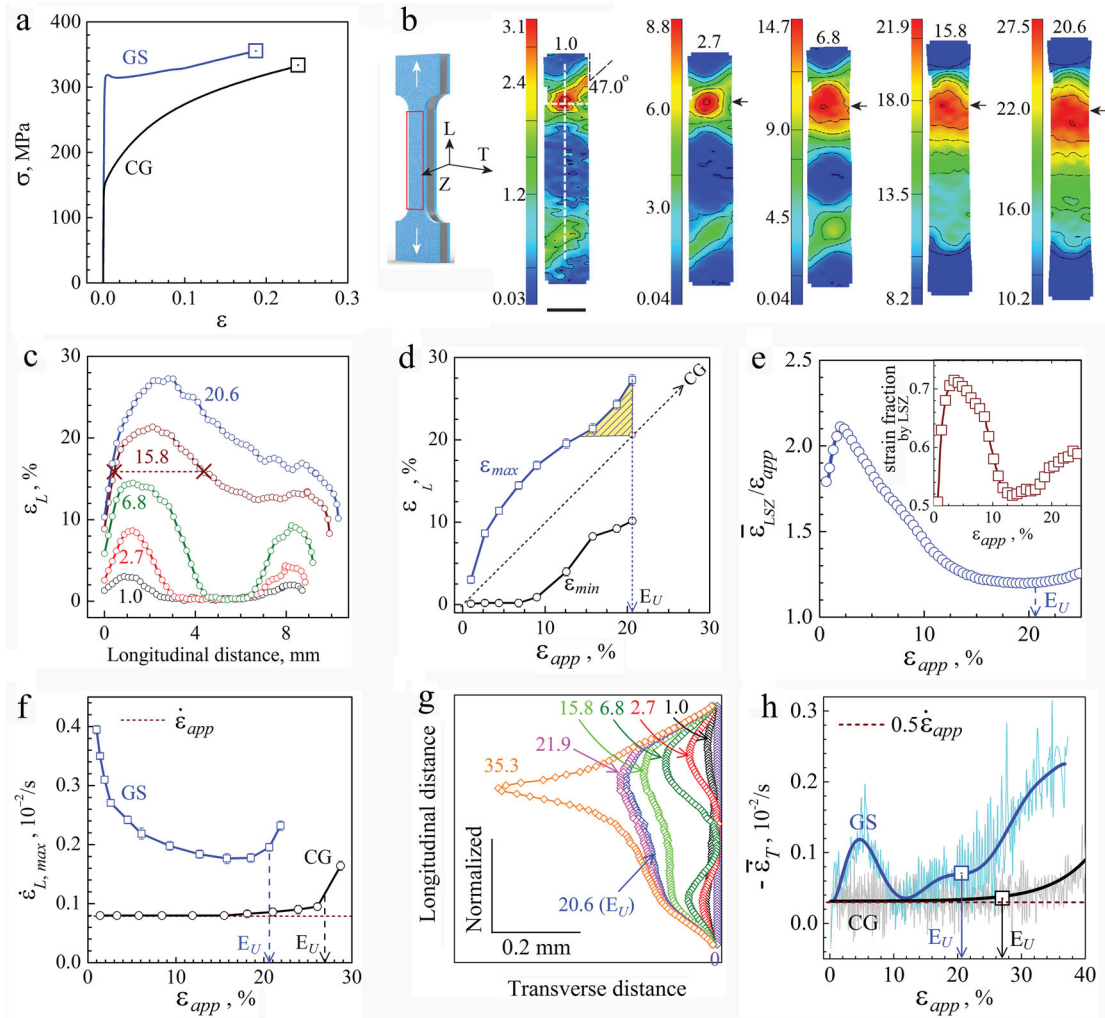 a
σ, MPa
400
300
200
100
0
GS
CG
0.0
0.1
0.2
0.3
ε
b
L
T
Z
3.1
2.4
1.2
0.03
1.0
47.0°
8.8
6.0
3.0
0.04
2.7
14.7
9.0
4.5
0.04
6.8
21.5
18.0
13.5
8.2
15.8
27.5
22.0
16.0
10.2
20.6
c
ε_L, %
30
20
10
0
20.6
15.8
6.8
2.7
1.0
0
4
8
Longitudinal distance, mm
d
ε_L, %
30
20
10
0
CG
ε_max
ε_min
E_U
0
10
20
30
ε_app, %
e
ε̅_LSZ/ε_app
2.5
2.1
1.7
1.4
1.0
E_U
0
10
20
ε_app, %
strain fraction
by LSZ
0.7
0.6
0.5
0
10
20
ε_app, %
f
ε̇_L, max, 10⁻²/s
0.4
0.3
0.2
0.1
0.0
ε̇_app
GS
CG
E_U
E_U
0
10
20
30
ε_app, %
g
Longitudinal distance
Normalized
15.8
6.8
2.7
1.0
21.9
35.3
20.6 (E_U)
0.2 mm
0
Transverse distance
h
- ε̅̇_T, 10⁻²/s
0.3
0.2
0.1
0.0
0.5ε̇_app
GS
CG
E_U
E_U
0
10
20
30
40
ε_app, %